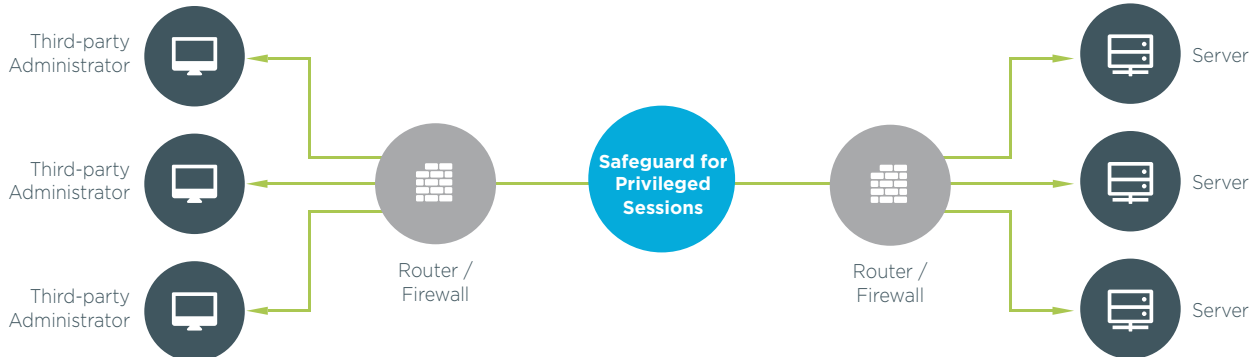 Third-party
Administrator
Third-party
Administrator
Third-party
Administrator
Router /
Firewall
Safeguard for
Privileged
Sessions
Router /
Firewall
Server
Server
Server